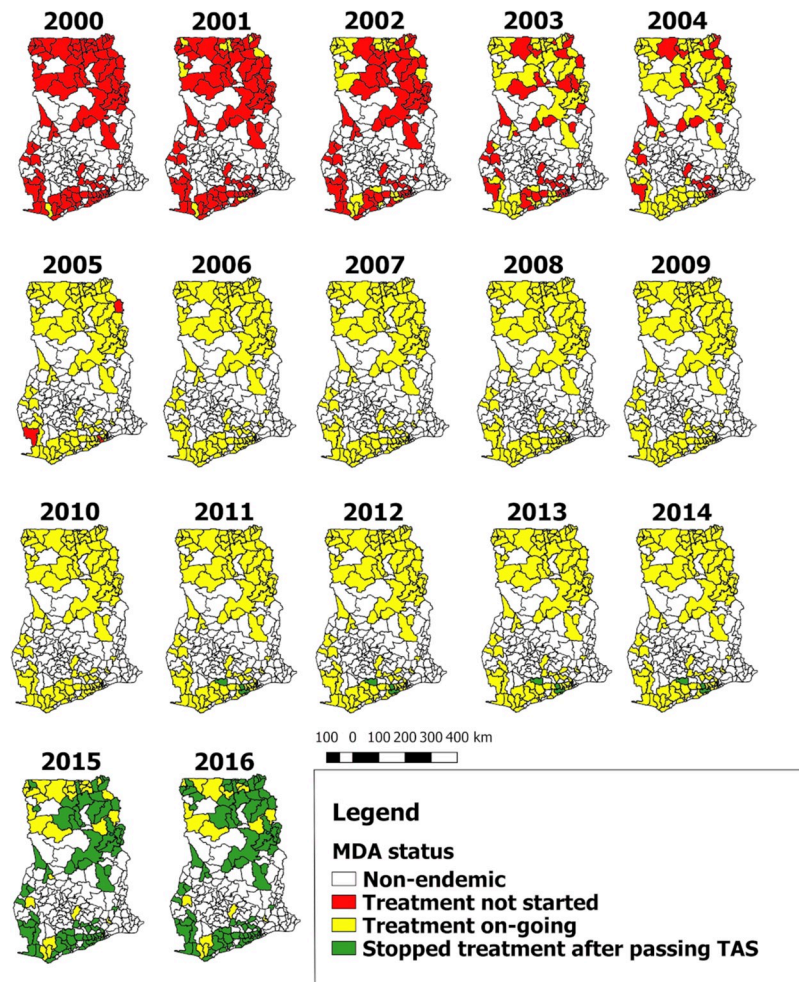 2000 2001 2002 2003 2004
2005 2006 2007 2008 2009
2010 2011 2012 2013 2014
100 0 100 200 300 400 km
2015 2016
Legend
MDA status
Non-endemic
Treatment not started
Treatment on-going
Stopped treatment after passing TAS